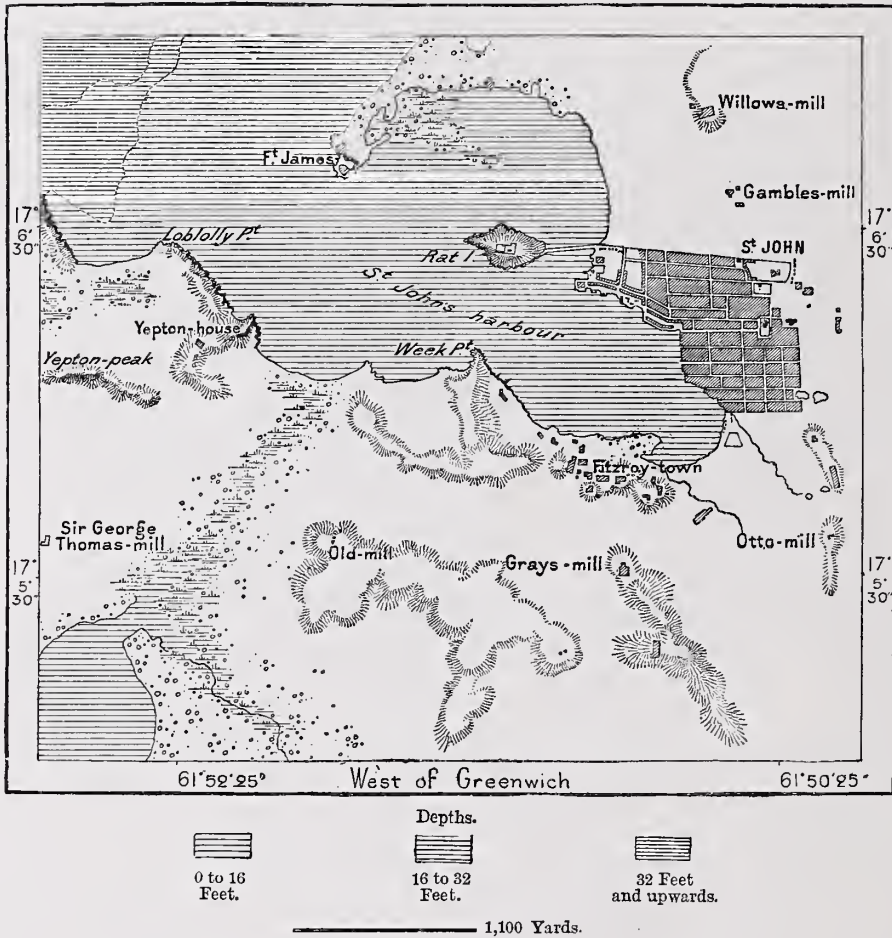 Willows-mill
Ft. James
Gambles-mill
17°
6'
30"
17°
6'
30"
Loblolly Pt.
St JOHN
Rat I.
St John's harbour
Yepton-house
Week Pt.
Yepton-peak
Fitzroy-town
Sir George
Thomas-mill
Old-mill
Grays-mill
Otto-mill
17°
5'
30"
17°
5'
30"
61°52'25"
West of Greenwich
61°50'25"
Depths.
0 to 16
Feet.
16 to 32
Feet.
32 Feet
and upwards.
1,100 Yards.